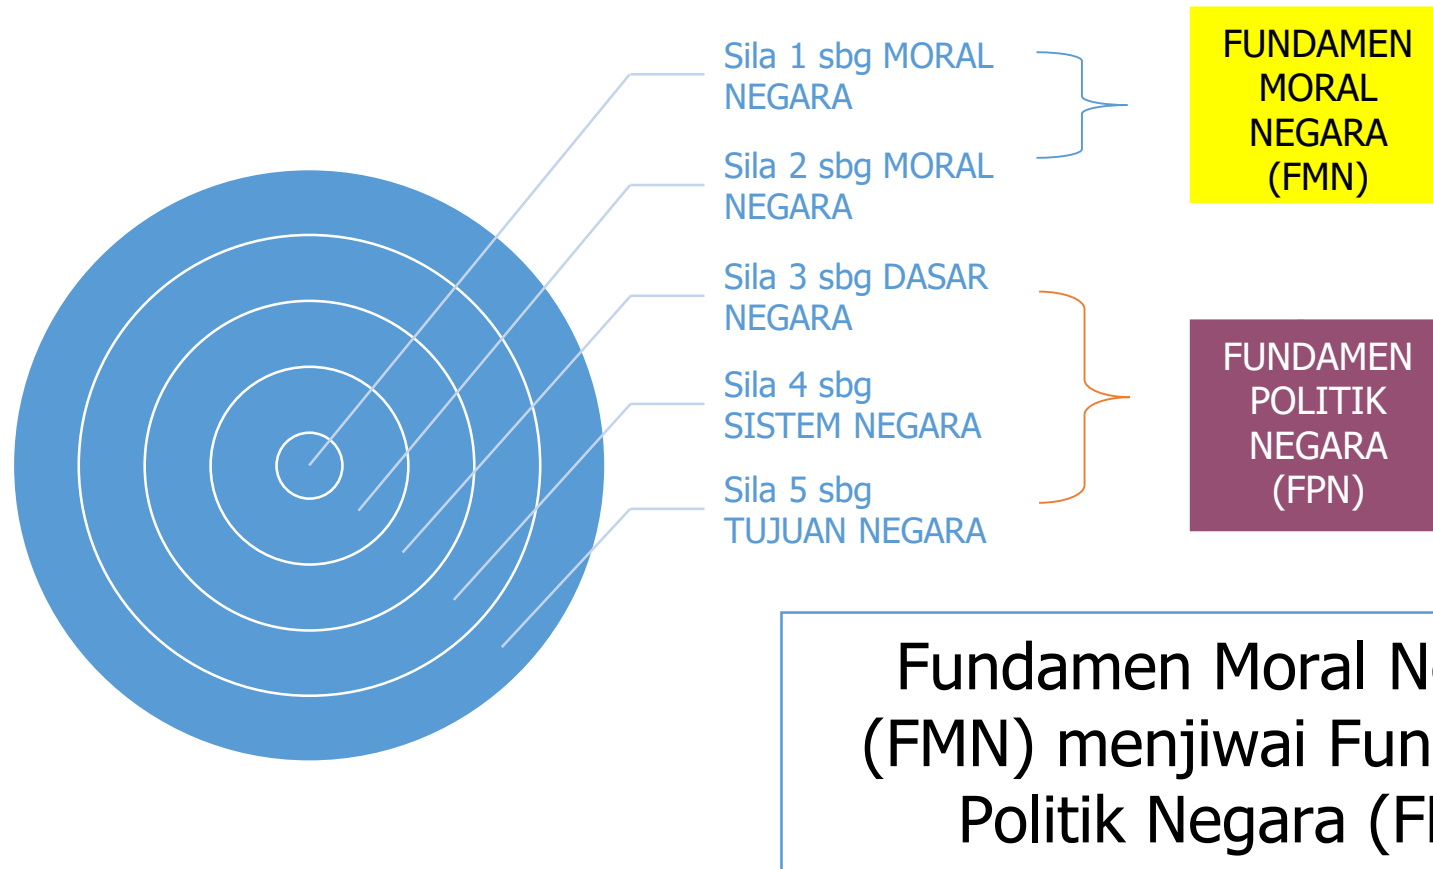 Sila 1 sbg MORAL
NEGARA
Sila 2 sbg MORAL
NEGARA
Sila 3 sbg DASAR
NEGARA
Sila 4 sbg
SISTEM NEGARA
Sila 5 sbg
TUJUAN NEGARA
FUNDAMEN
MORAL
NEGARA
(FMN)
FUNDAMEN
POLITIK
NEGARA
(FPN)
Fundamen Moral
(FMN) menjiwai
Politik Negara